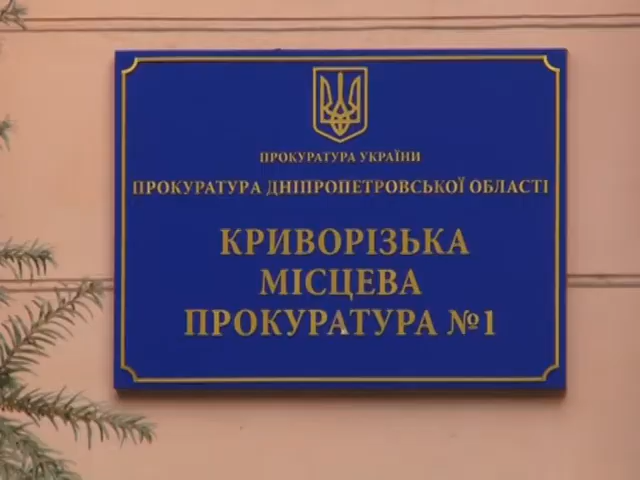 ПРОКУРАТУРА УКРАЇНИ
ПРОКУРАТУРА ДНІПРОПЕТРОВСЬКОЇ ОБЛАСТІ
КРИВОРІЗЬКА
МІСЦЕВА
ПРОКУРАТУРА №1